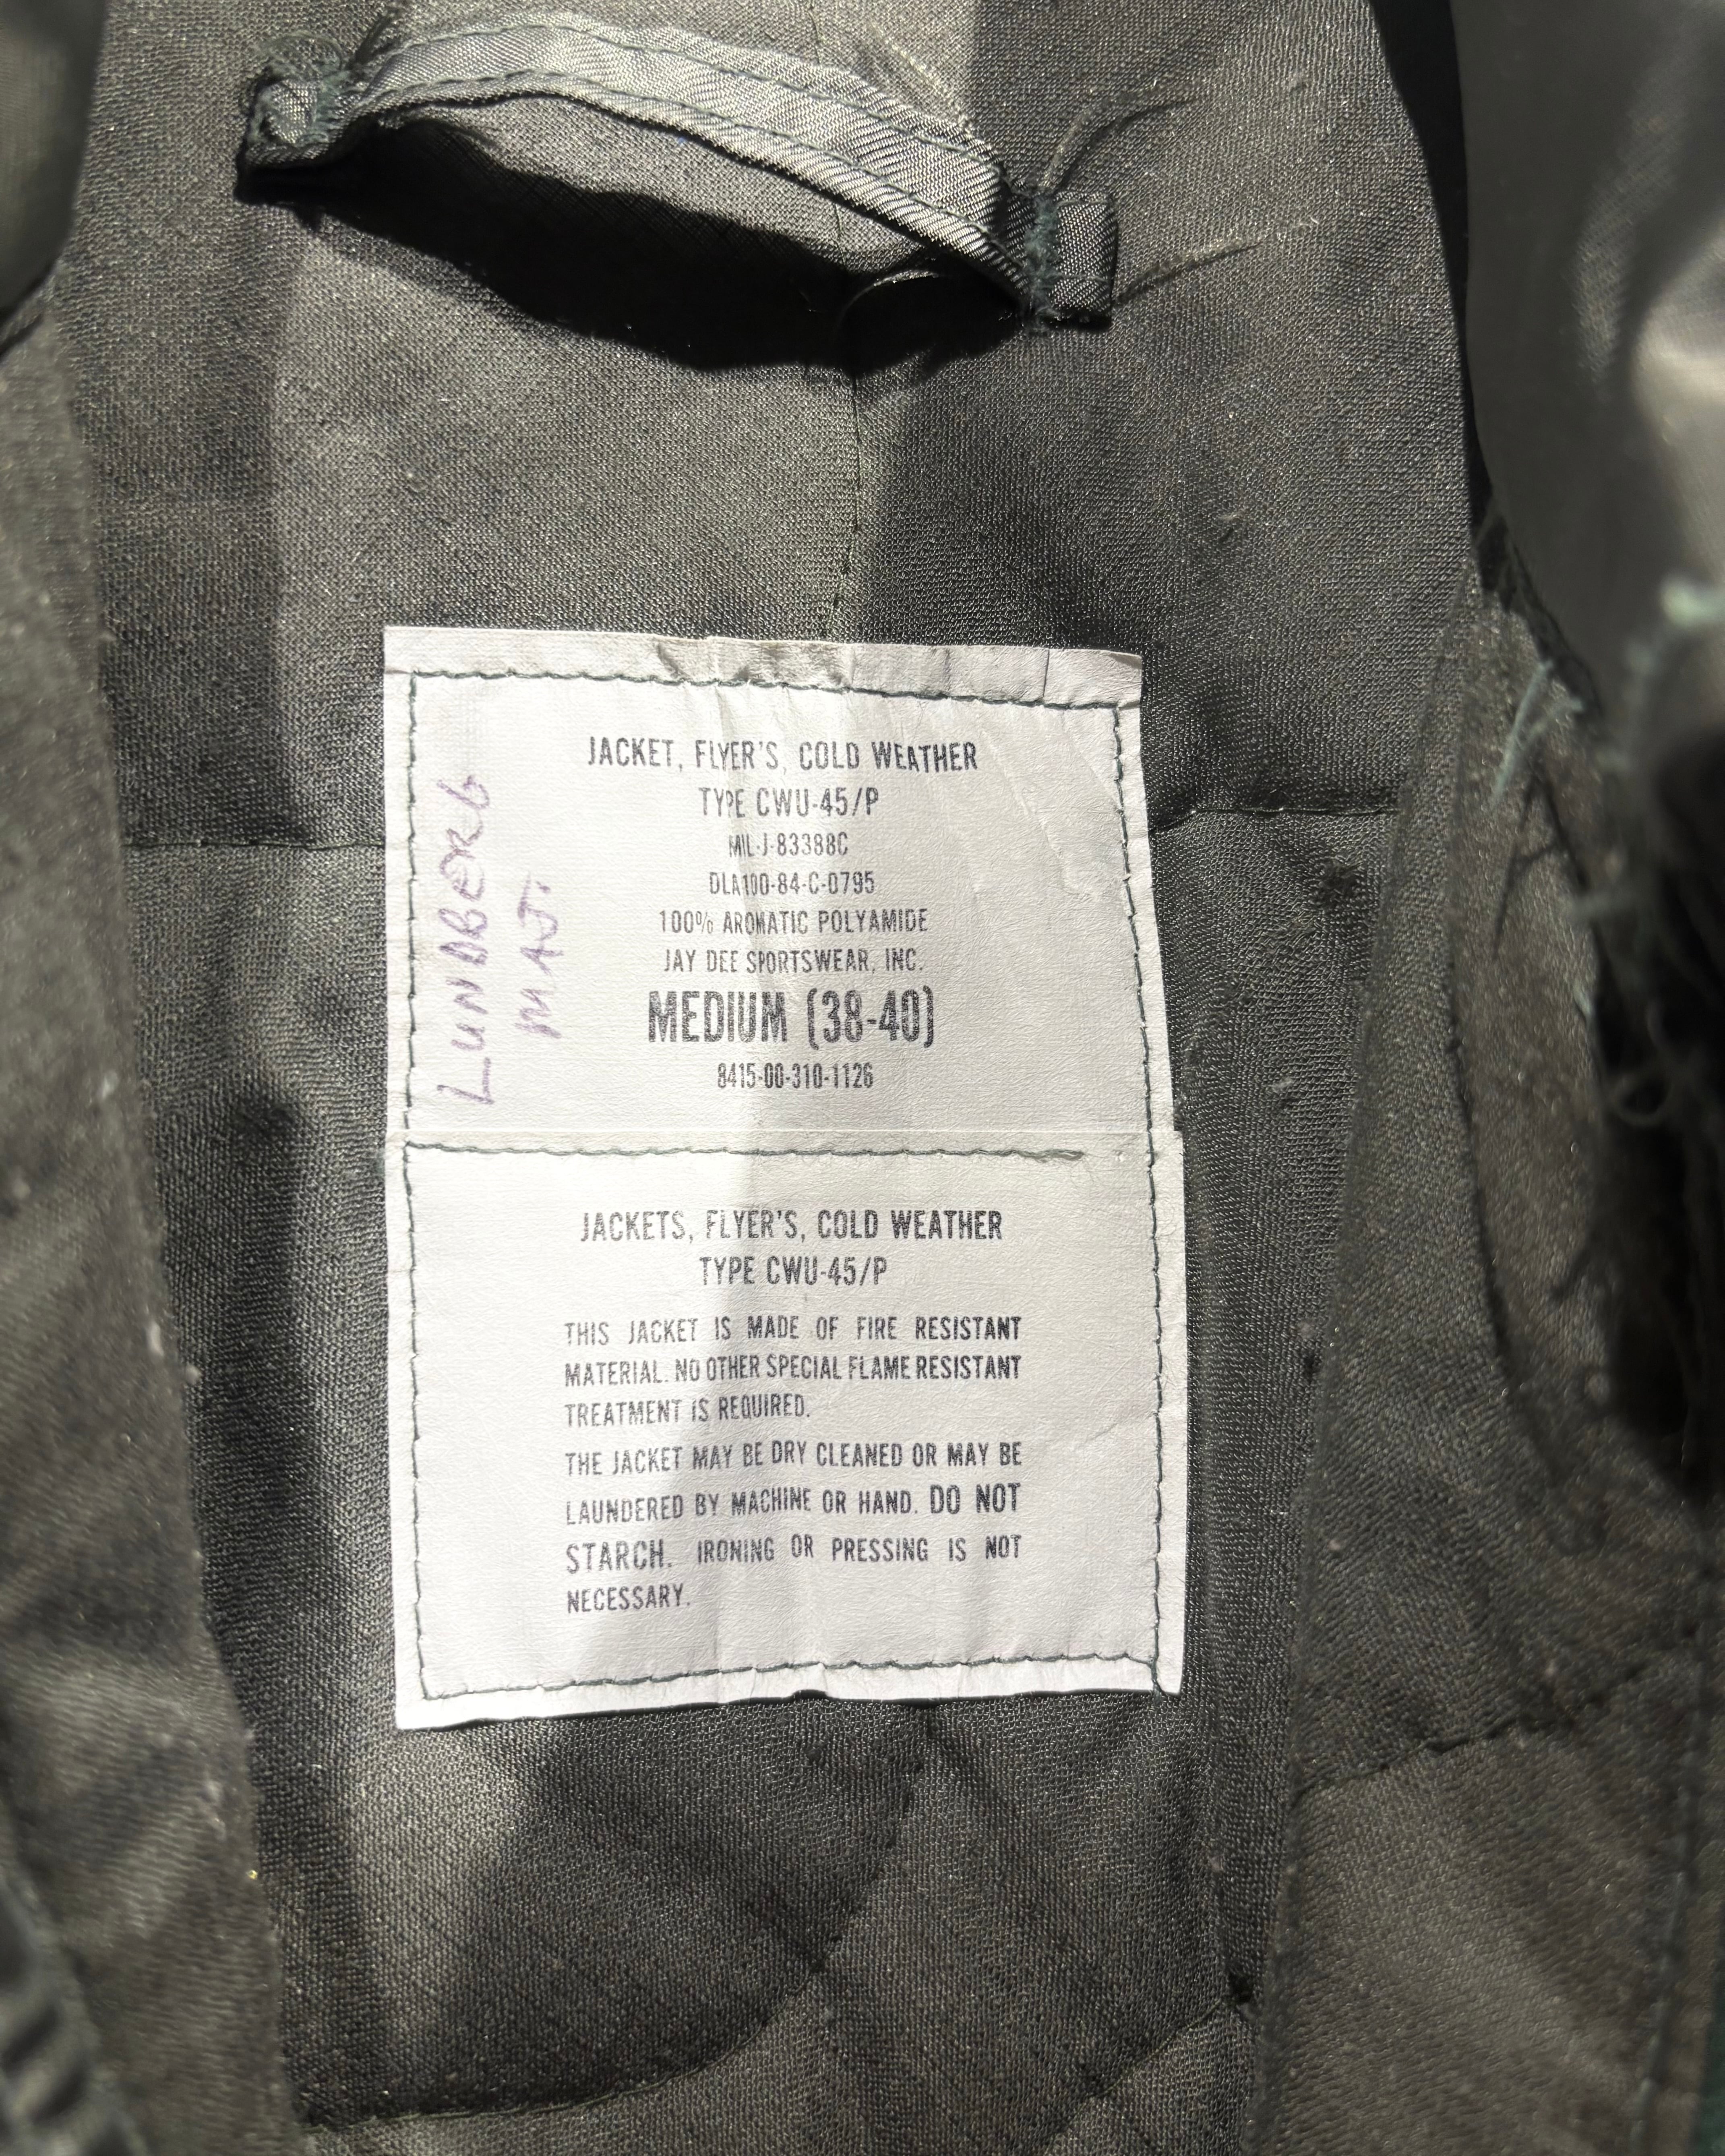 JACKET, FLYER'S, COLD WEATHER
TYPE CWU-45/P
MIL-J-83388C
DLA100-84-C-0795
100% AROMATIC POLYAMIDE
JAY DEE SPORTSWEAR, INC.
MEDIUM (38-40)
8415-00-310-1126
LUNDBERG
MAJ.
JACKETS, FLYER'S, COLD WEATHER
TYPE CWU-45/P
THIS JACKET IS MADE OF FIRE RESISTANT
MATERIAL. NO OTHER SPECIAL FLAME RESISTANT
TREATMENT IS REQUIRED.
THE JACKET MAY BE DRY CLEANED OR MAY BE
LAUNDERED BY MACHINE OR HAND. DO NOT
STARCH. IRONING OR PRESSING IS NOT
NECESSARY.